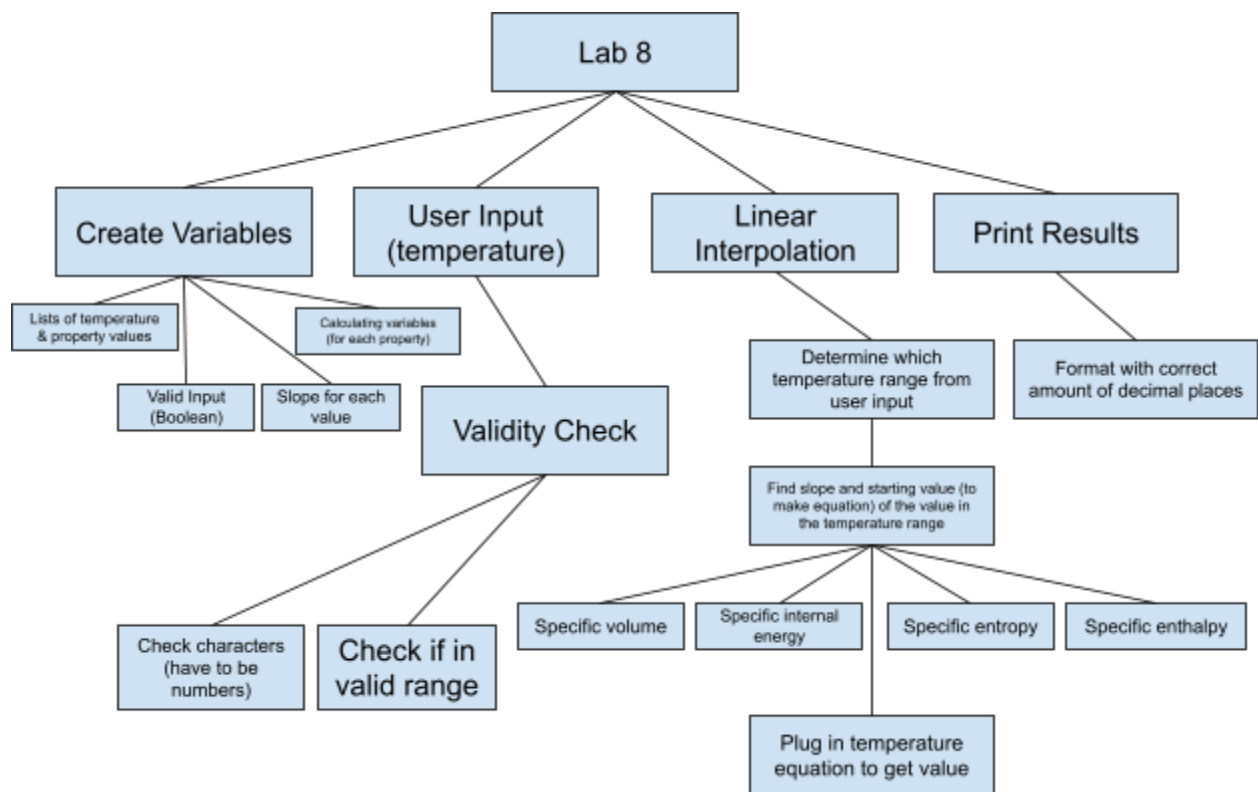 Lab 8
Create Variables
User Input
(temperature)
Linear
Interpolation
Print Results
Lists of temperature
& property values
Calculating variables
(for each property)
Valid Input
(Boolean)
Slope for each
value
Validity Check
Determine which
temperature range from
user input
Format with correct
amount of decimal places
Find slope and starting value (to
make equation) of the value in
the temperature range
Specific volume
Specific internal
energy
Specific entropy
Specific enthalpy
Check characters
(have to be
numbers)
Check if in
valid range
Plug in temperature
equation to get value